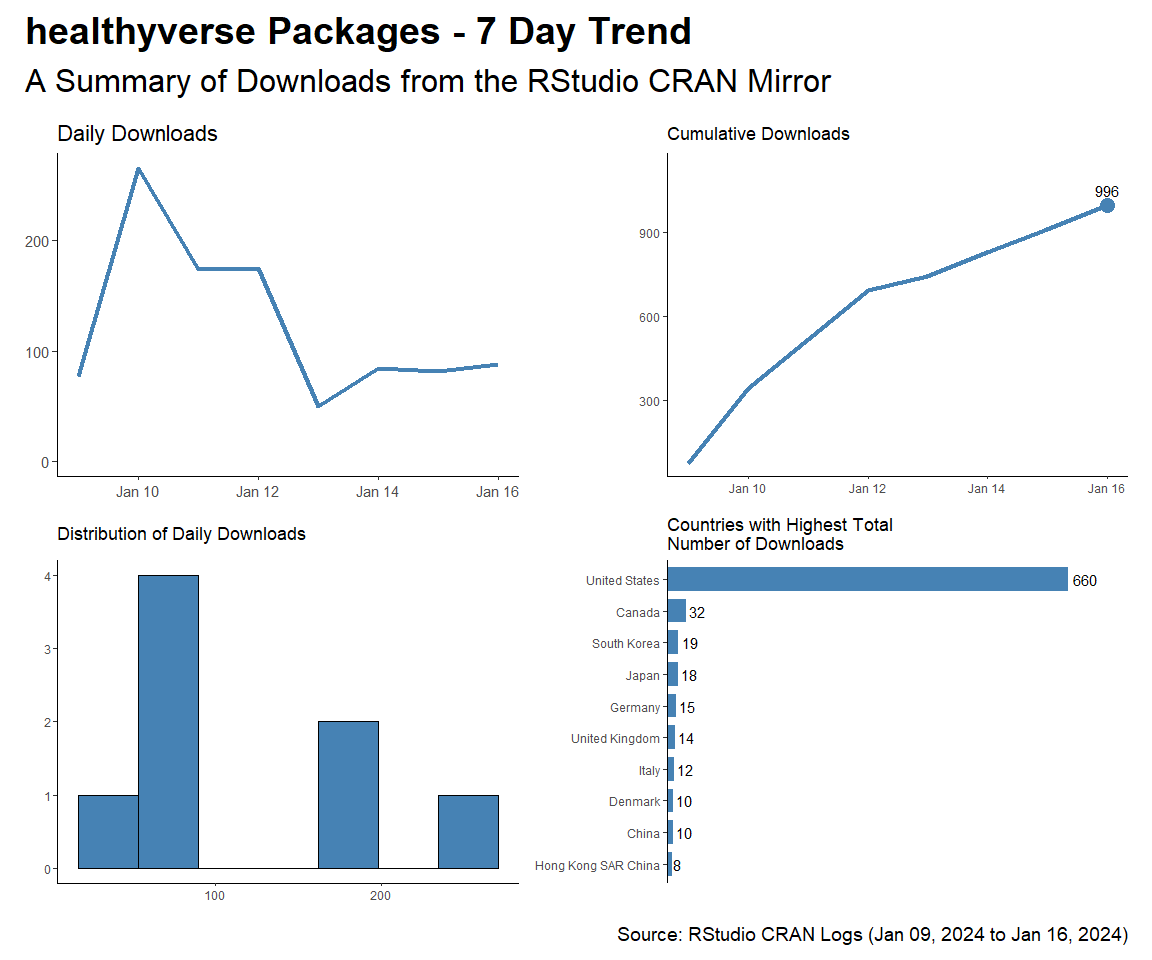 healthyverse Packages - 7 Day Trend
A Summary of Downloads from the RStudio CRAN Mirror
Daily Downloads
200
100
0
Jan 10
Jan 12
Jan 14
Jan 16
Cumulative Downloads
996
900
600
300
Jan 10
Jan 12
Jan 14
Jan 16
Distribution of Daily Downloads
4
3
2
1
0
100
200
Countries with Highest Total
Number of Downloads
United States 660
Canada 32
South Korea 19
Japan 18
Germany 15
United Kingdom 14
Italy 12
Denmark 10
China 10
Hong Kong SAR China 8
Source: RStudio CRAN Logs (Jan 09, 2024 to Jan 16, 2024)